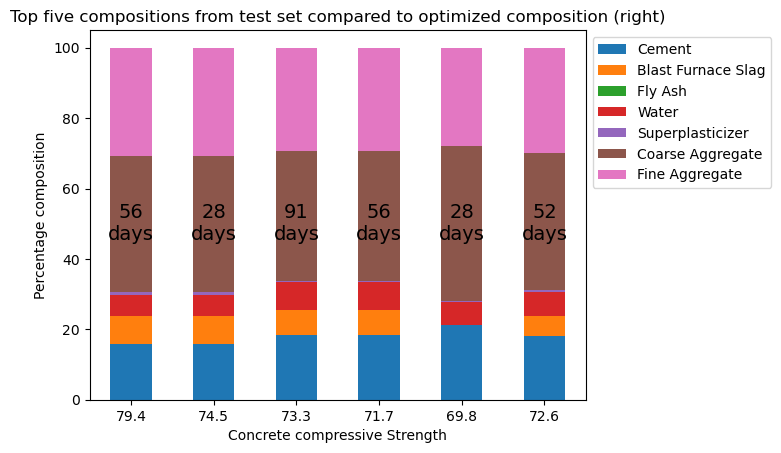 Top five compositions from test set compared to optimized composition (right)
100
80
60
40
20
0
Percentage composition
56
days
28
days
91
days
56
days
28
days
52
days
79.4
74.5
73.3
71.7
69.8
72.6
Concrete compressive Strength
Cement
Blast Furnace Slag
Fly Ash
Water
Superplasticizer
Coarse Aggregate
Fine Aggregate